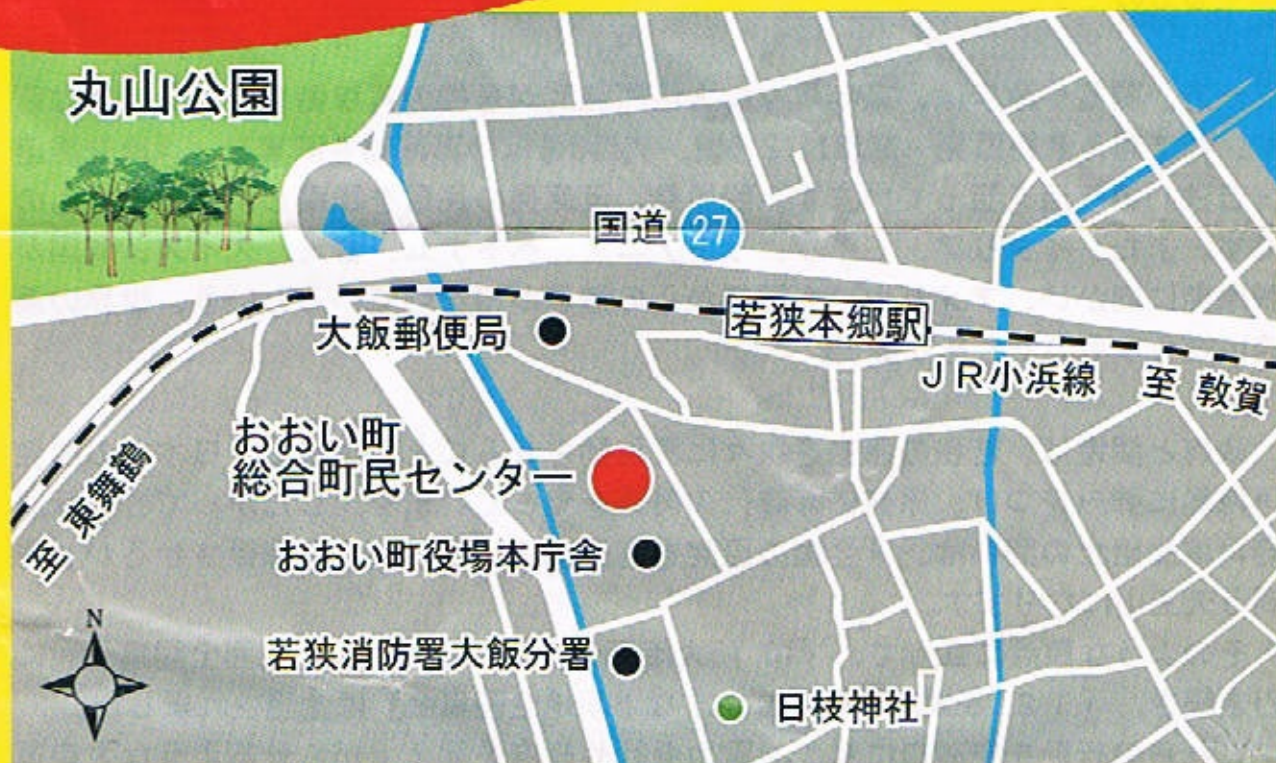 丸山公園
国道 27
若狭本郷駅
大飯郵便局
JR小浜線 至 敦賀
おおい町
総合町民センター
至 東舞鶴
おおい町役場本庁舎
N
若狭消防署大飯分署
日枝神社